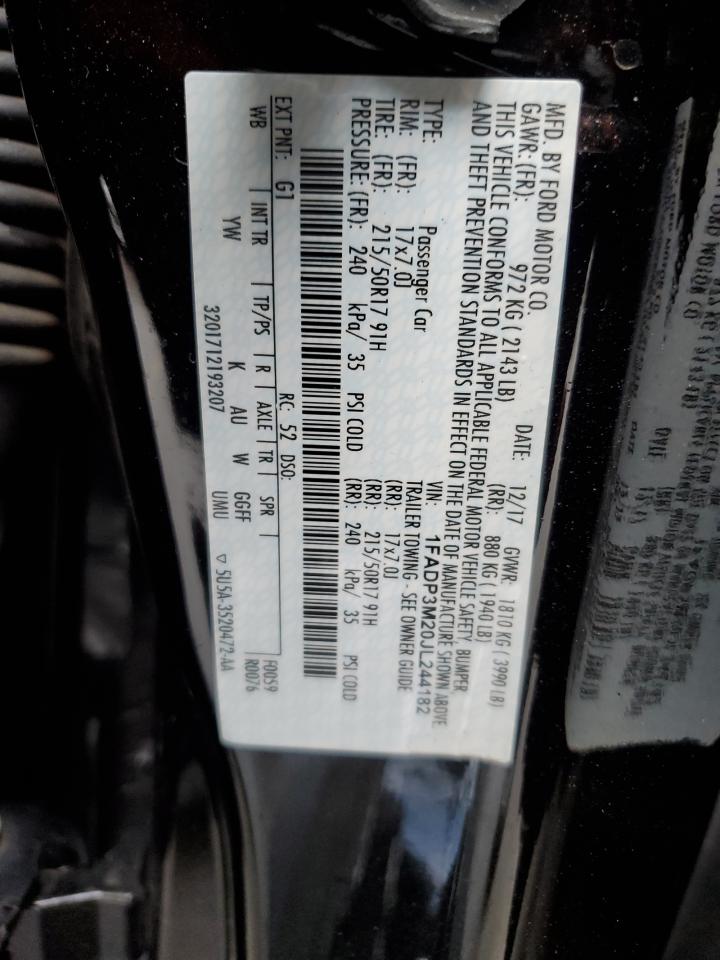 MFD. BY FORD MOTOR CO.
DATE: 12/17 GVWR: 1810 KG ( 3990 LB)
GAWR: (FR): 972 KG ( 2143 LB) (RR): 880 KG ( 1940 LB)
THIS VEHICLE CONFORMS TO ALL APPLICABLE FEDERAL MOTOR VEHICLE SAFETY, BUMPER,
AND THEFT PREVENTION STANDARDS IN EFFECT ON THE DATE OF MANUFACTURE SHOWN ABOVE
VIN: 1FADP3M20JL244182
TYPE: Passenger Car TRAILER TOWING - SEE OWNER GUIDE
RIM: (FR): 17x7.0J (RR): 17x7.0J
TIRE: (FR): 215/50R17 91H (RR): 215/50R17 91H
PRESSURE: (FR): 240 kPa/ 35 PSI COLD (RR): 240 kPa/ 35 PSI COLD
EXT PNT: G1 RC: 52 DSO: F0059
R0076
WB INT TR TP/PS R AXLE TR SPR
YW K AU W GGFF
3201712193207 UMU ▽ 5U5A-3520472-AA